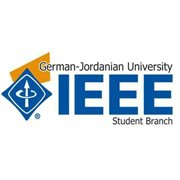 German-Jordanian University
IEEE
®
Student Branch